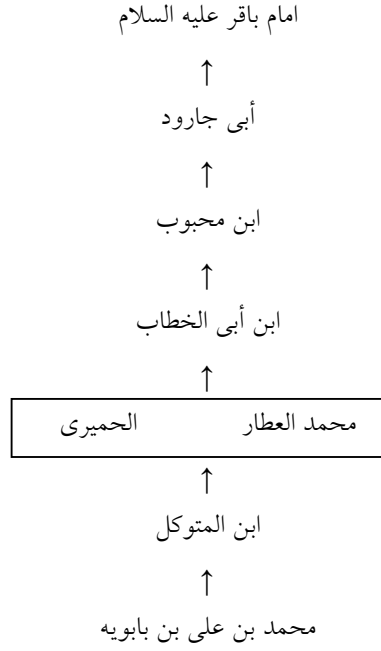 امام باقر علیه السلام
↑
أبی جارود
↑
ابن محبوب
↑
ابن أبی الخطاب
↑
محمد العطار الحمیری
↑
ابن المتوکل
↑
محمد بن علی بن بابویه